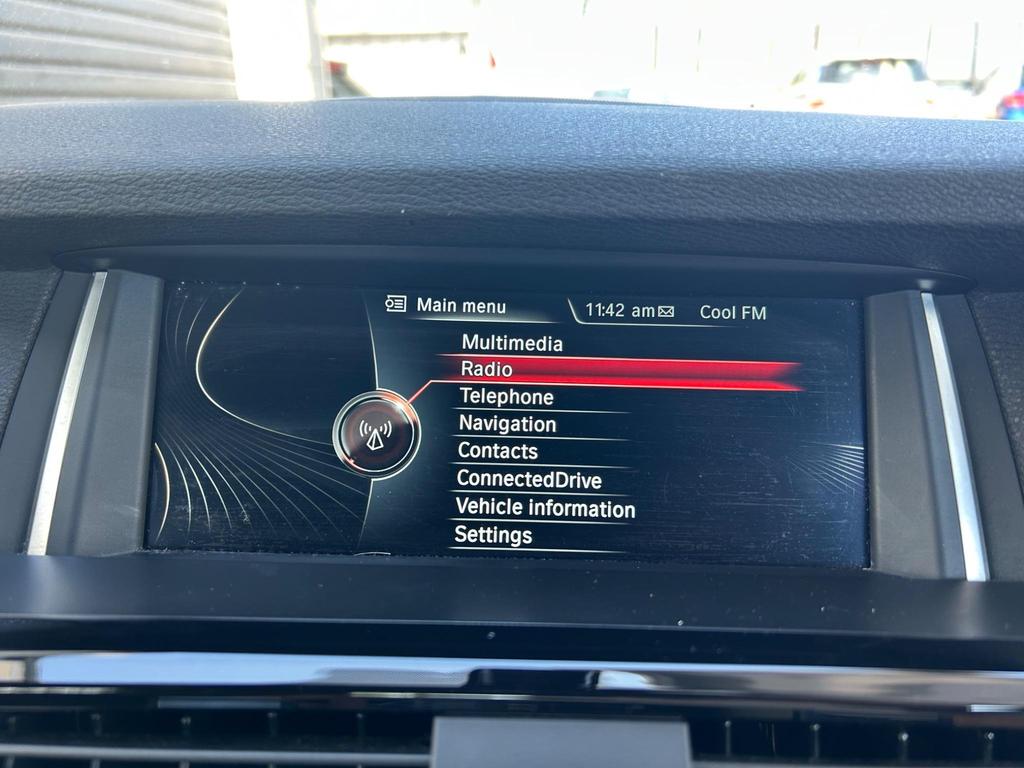 Main menu 11:42 am Cool FM
Multimedia
Radio
Telephone
Navigation
Contacts
ConnectedDrive
Vehicle information
Settings